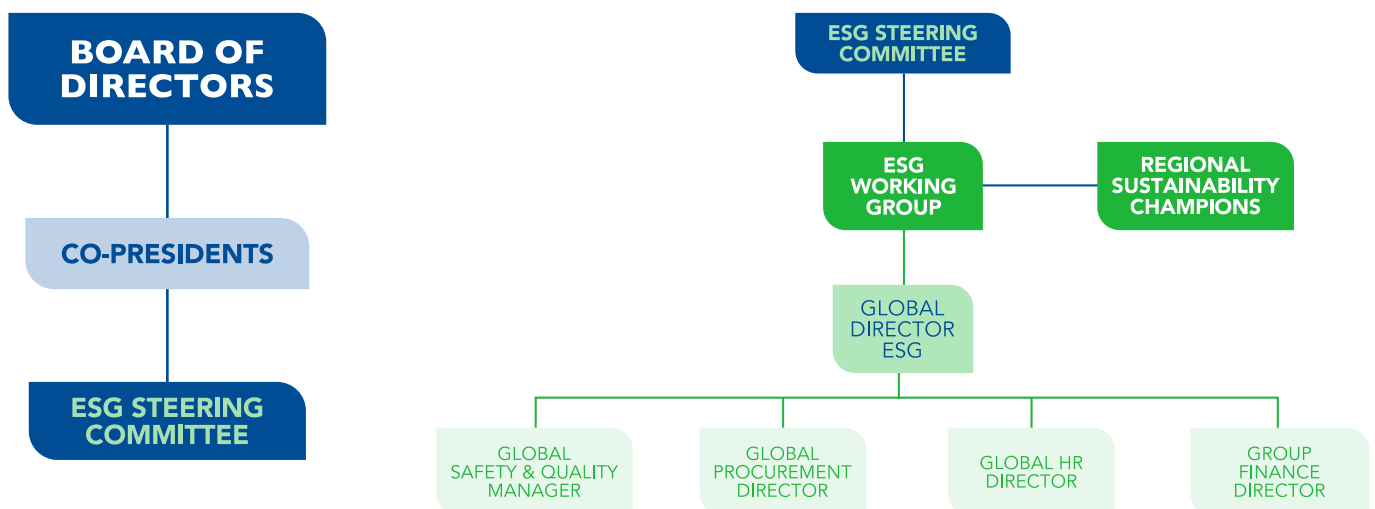 BOARD OF
DIRECTORS
CO-PRESIDENTS
ESG STEERING
COMMITTEE
ESG STEERING
COMMITTEE
ESG
WORKING
GROUP
REGIONAL
SUSTAINABILITY
CHAMPIONS
GLOBAL
DIRECTOR
ESG
GLOBAL
SAFETY & QUALITY
MANAGER
GLOBAL
PROCUREMENT
DIRECTOR
GLOBAL HR
DIRECTOR
GROUP
FINANCE
DIRECTOR